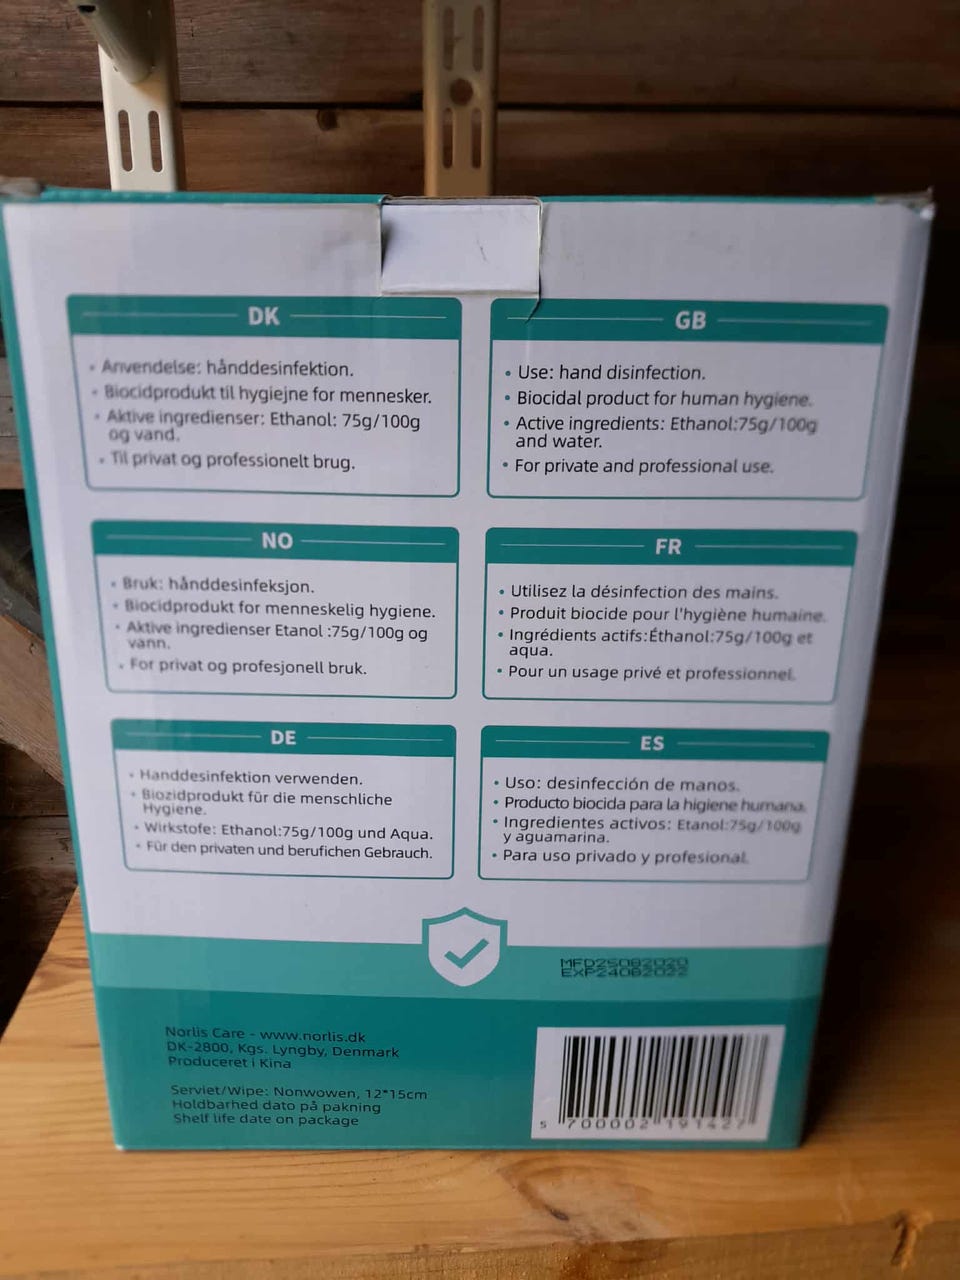 DK
Anvendelse: hånddesinfektion.
Biocidprodukt til hygiejne for mennesker.
Aktive ingredienser: Ethanol: 75g/100g
og vand.
Til privat og professionelt brug.
GB
Use: hand disinfection.
Biocidal product for human hygiene.
Active ingredients: Ethanol:75g/100g
and water.
For private and professional use.
NO
Bruk: hånddesinfeksjon.
Biocidprodukt for menneskelig hygiene.
Aktive ingredienser Etanol :75g/100g og
vann.
For privat og profesjonell bruk.
FR
Utilisez la désinfection des mains.
Produit biocide pour l'hygiène humaine.
Ingrédients actifs:Éthanol:75g/100g et
aqua.
Pour un usage privé et professionnel.
DE
Handdesinfektion verwenden.
Biozidprodukt für die menschliche
Hygiene.
Wirkstofe: Ethanol:75g/100g und Aqua.
Für den privaten und berufichen Gebrauch.
ES
Uso: desinfección de manos.
Producto biocida para la higiene humana.
Ingredientes activos: Etanol:75g/100g
y aguamarina.
Para uso privado y profesional.
MFD25082020
EXP24082022
Norlis Care - www.norlis.dk
DK-2800, Kgs. Lyngby, Denmark
Produceret i Kina
Serviet/Wipe: Nonwowen, 12*15cm
Holdbarhed dato på pakning
Shelf life date on package
5 700002 191427